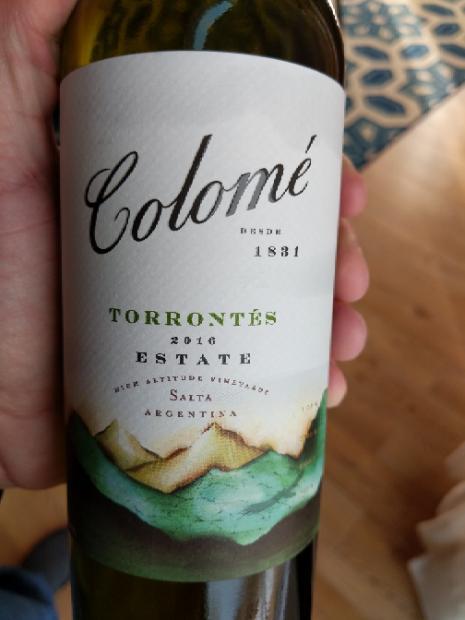 Colomé
DESDE
1831
TORRONTÉS
2016
ESTATE
HIGH ALTITUDE VINEYARDS
SALTA
ARGENTINA